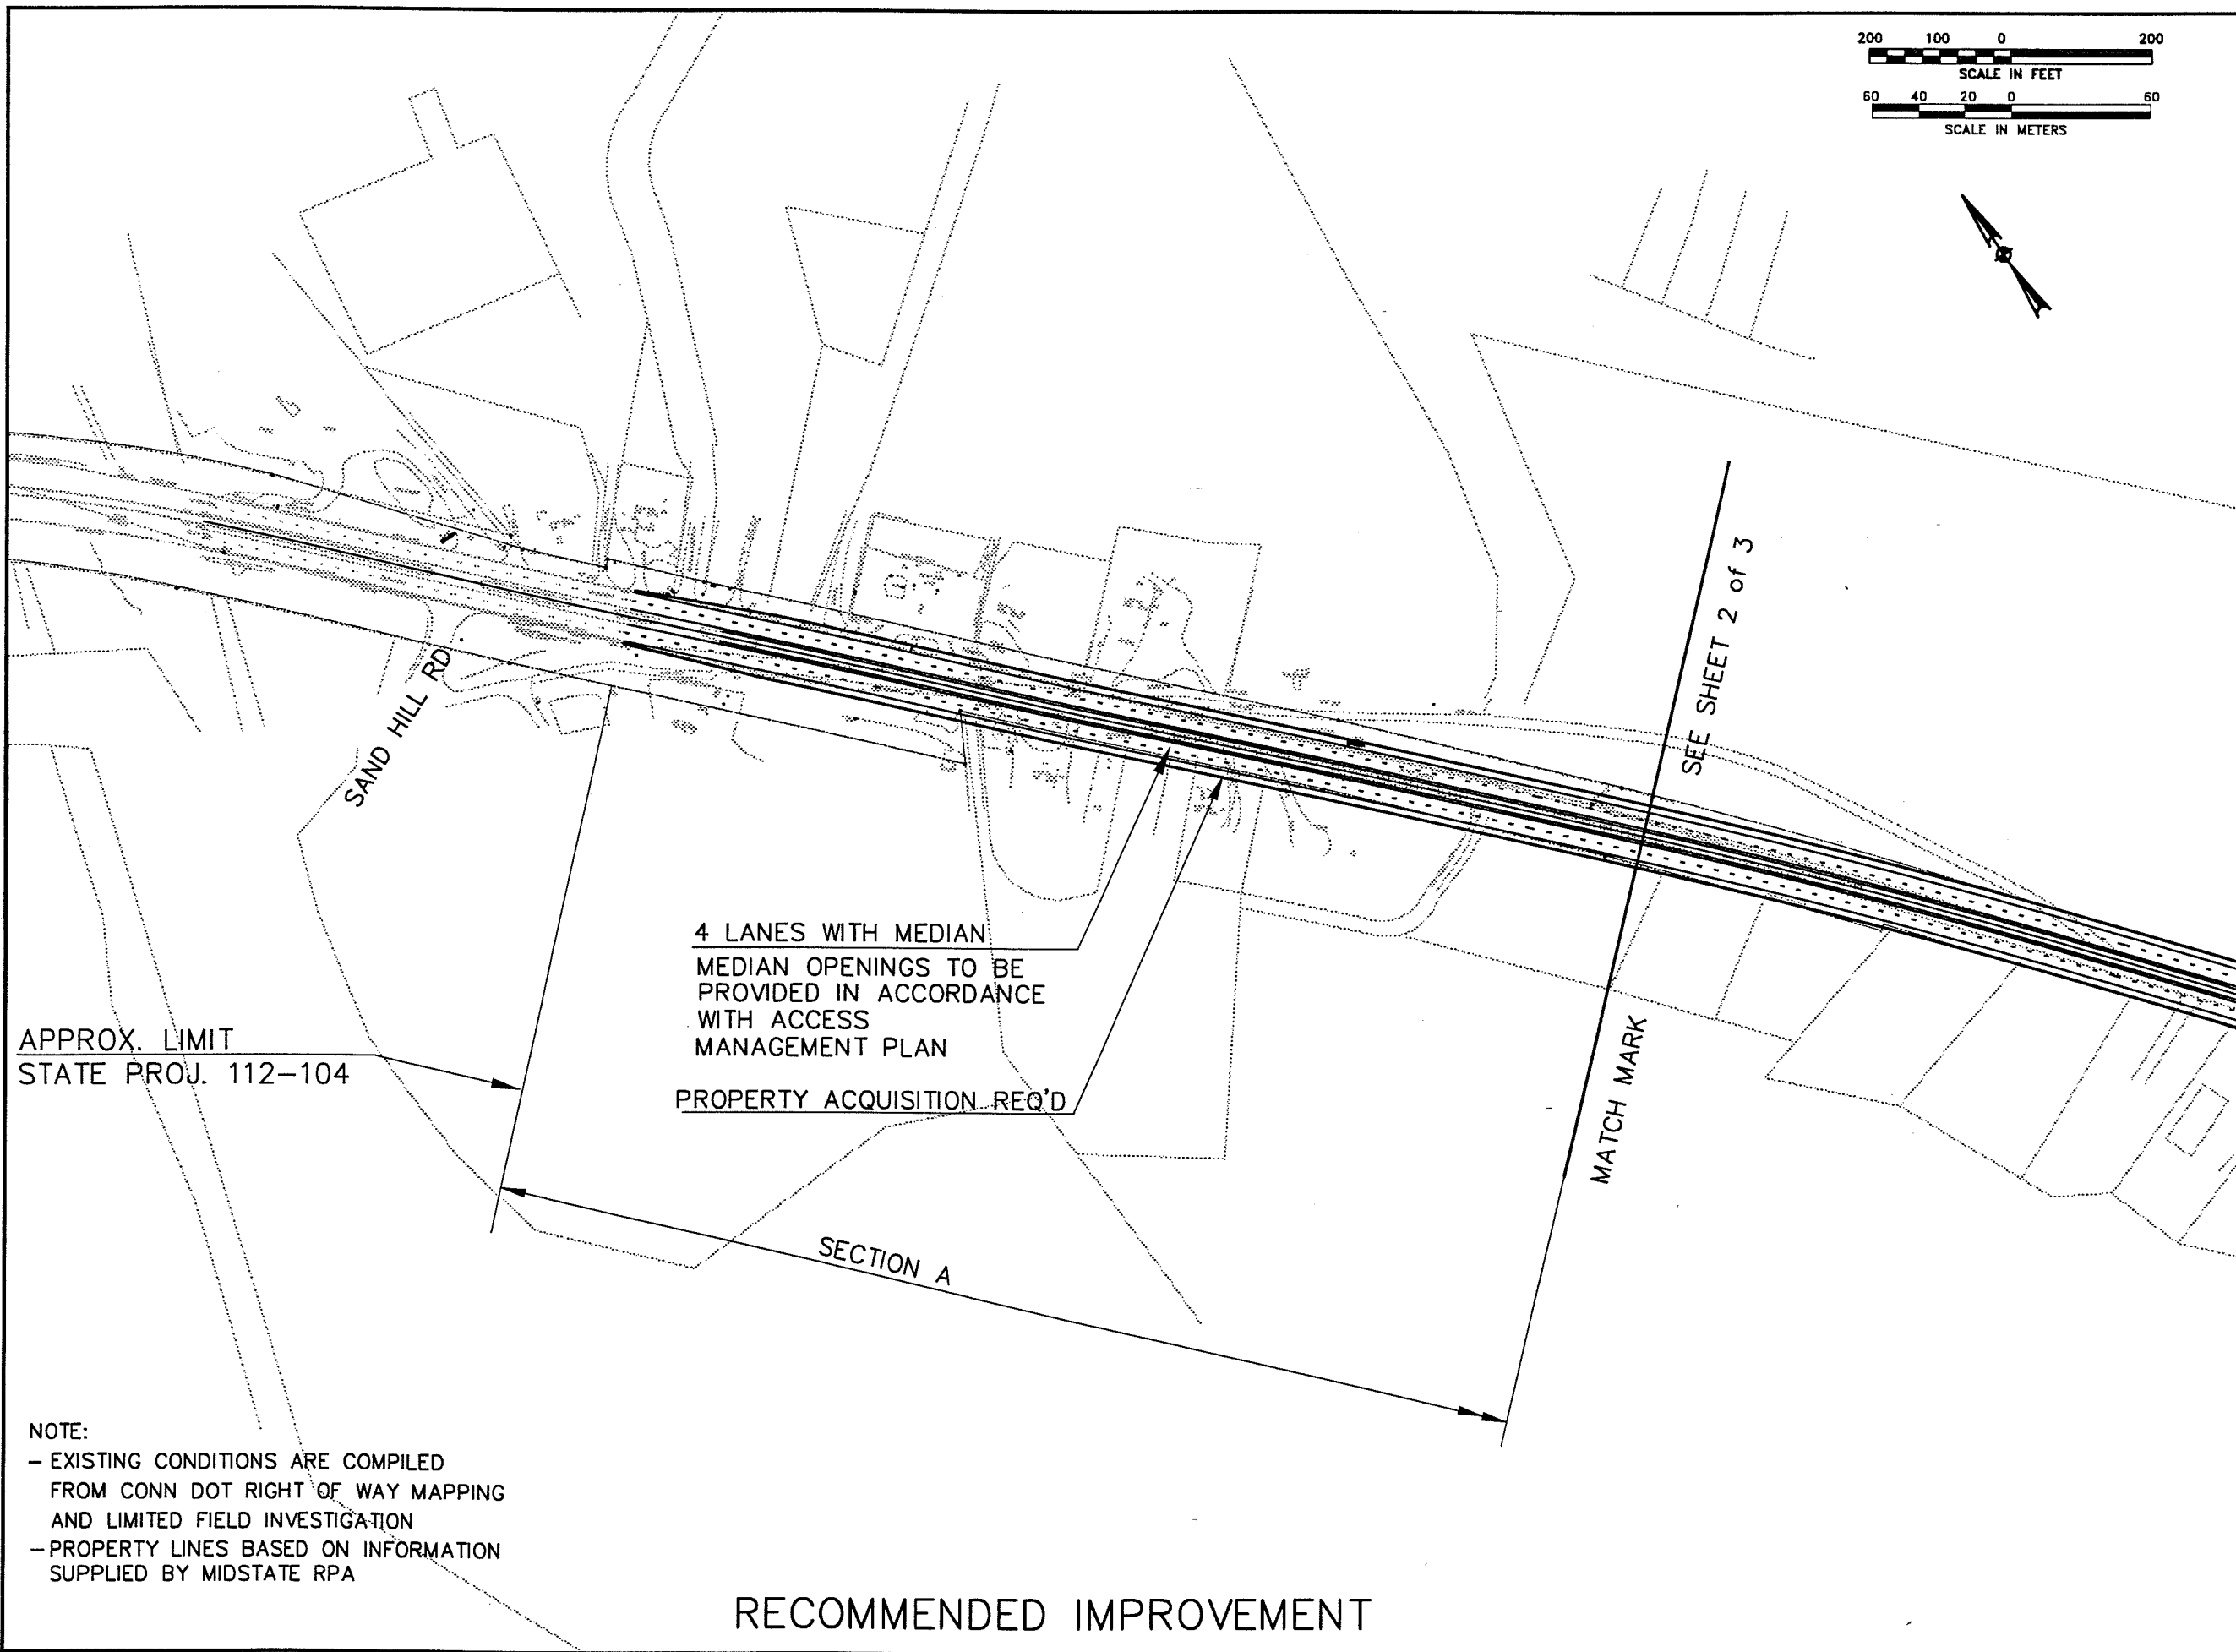 200 100 0 200
SCALE IN FEET
60 40 20 0 60
SCALE IN METERS
SEE SHEET 2 of 3
SAND HILL RD
4 LANES WITH MEDIAN
MEDIAN OPENINGS TO BE
PROVIDED IN ACCORDANCE
WITH ACCESS
MANAGEMENT PLAN
PROPERTY ACQUISITION REQ'D
APPROX. LIMIT
STATE PROJ. 112-104
MATCH MARK
SECTION A
NOTE:
- EXISTING CONDITIONS ARE COMPILED
FROM CONN DOT RIGHT OF WAY MAPPING
AND LIMITED FIELD INVESTIGATION
- PROPERTY LINES BASED ON INFORMATION
SUPPLIED BY MIDSTATE RPA
RECOMMENDED IMPROVEMENT